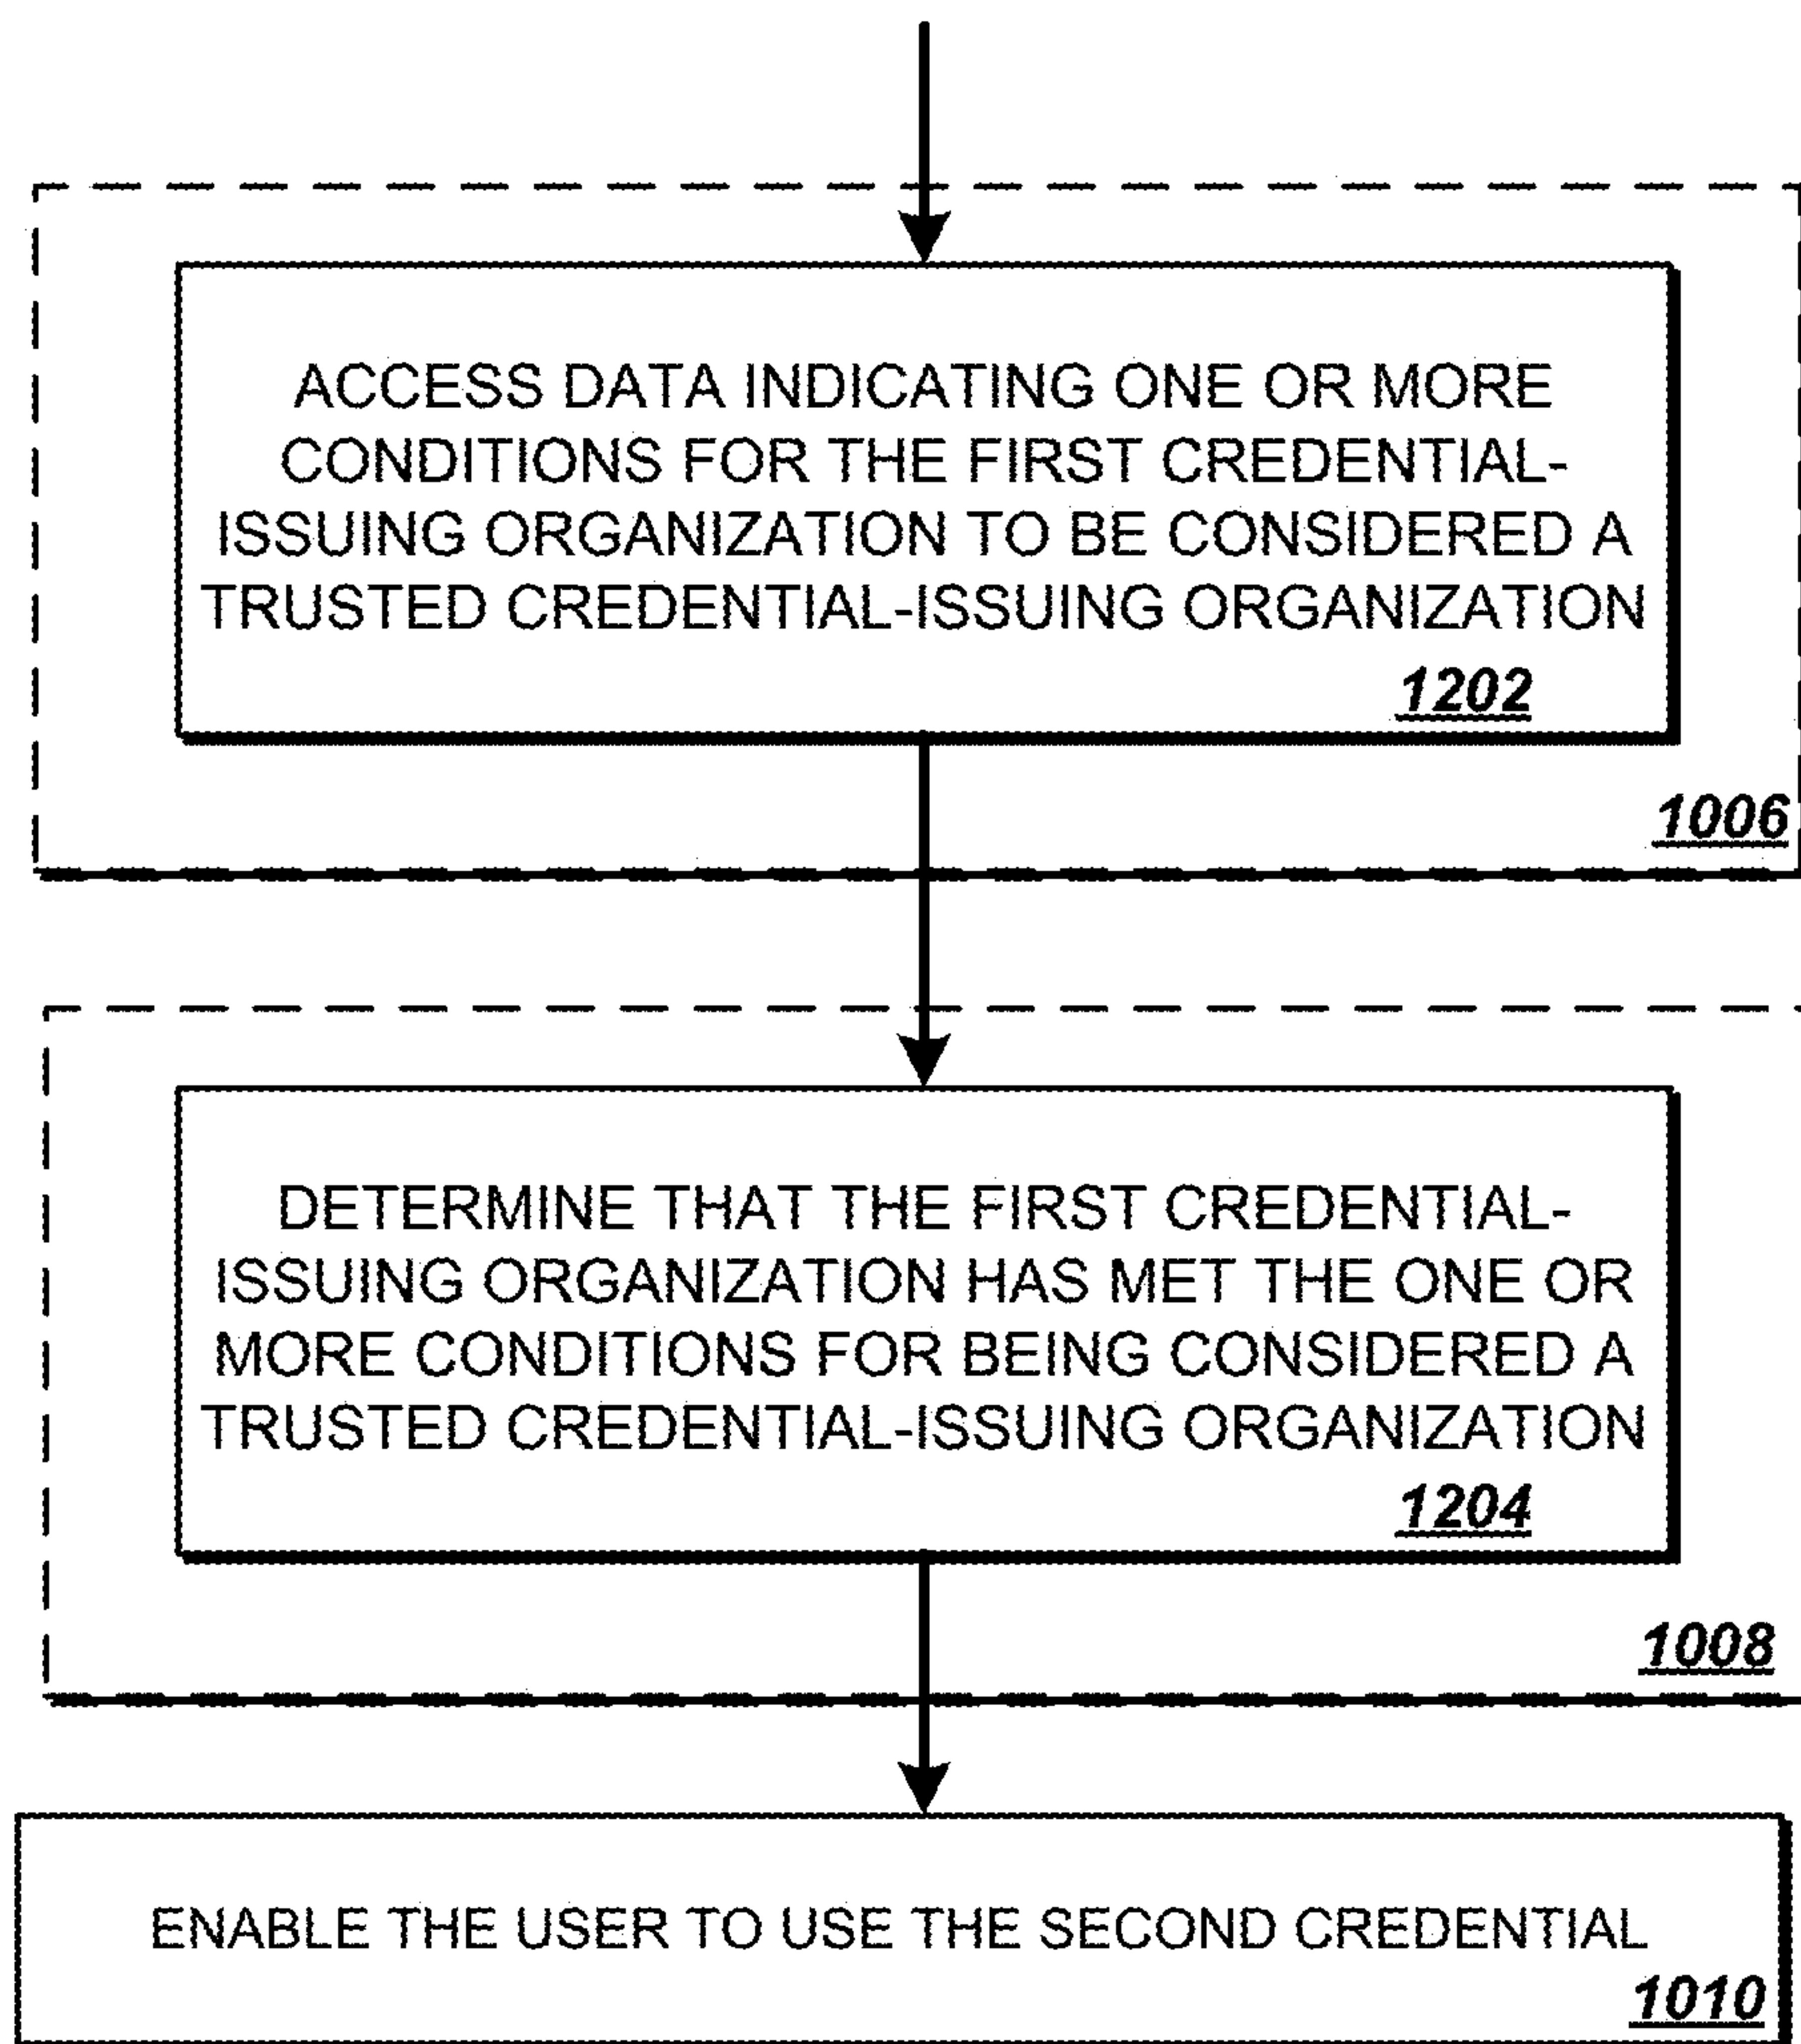 ACCESS DATA INDICATING ONE OR MORE
CONDITIONS FOR THE FIRST CREDENTIAL-
ISSUING ORGANIZATION TO BE CONSIDERED A
TRUSTED CREDENTIAL-ISSUING ORGANIZATION
1202
1006
DETERMINE THAT THE FIRST CREDENTIAL-
ISSUING ORGANIZATION HAS MET THE ONE OR
MORE CONDITIONS FOR BEING CONSIDERED A
TRUSTED CREDENTIAL-ISSUING ORGANIZATION
1204
1008
ENABLE THE USER TO USE THE SECOND CREDENTIAL
1010